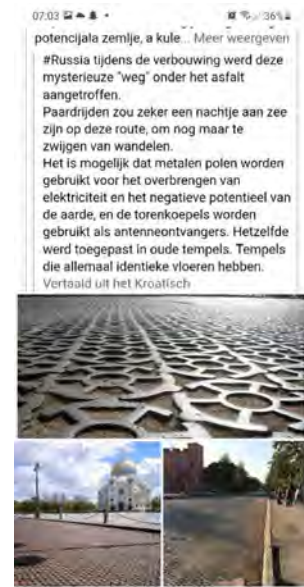 07:03
36%
potencijala zemlje, a kule... Meer weergeven
#Russia tijdens de verbouwing werd deze
mysterieuze "weg" onder het asfalt
aangetroffen.
Paardrijden zou zeker een nachtje aan zee
zijn op deze route, om nog maar te
zwijgen van wandelen.
Het is mogelijk dat metalen polen worden
gebruikt voor het overbrengen van
elektriciteit en het negatieve potentieel van
de aarde, en de torenkoepels worden
gebruikt als antenneontvangers. Hetzelfde
werd toegepast in oude tempels. Tempels
die allemaal identieke vloeren hebben.
Vertaald uit het Kroatisch